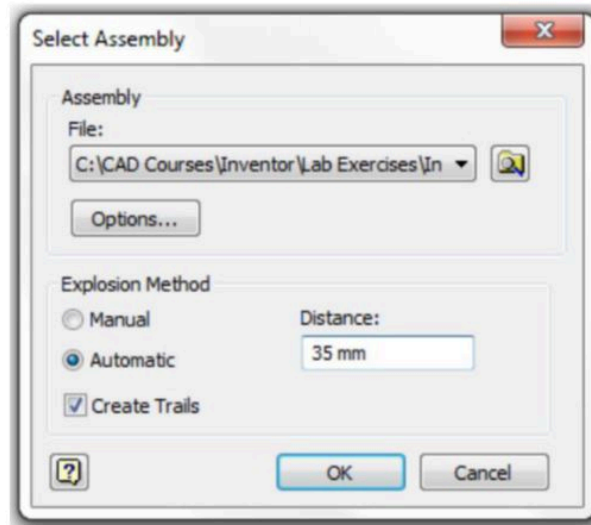 Select Assembly
Assembly
File:
C:\CAD Courses\Inventor\Lab Exercises\In
Options...
Explosion Method
Manual
Distance:
Automatic
35 mm
Create Trails
OK
Cancel